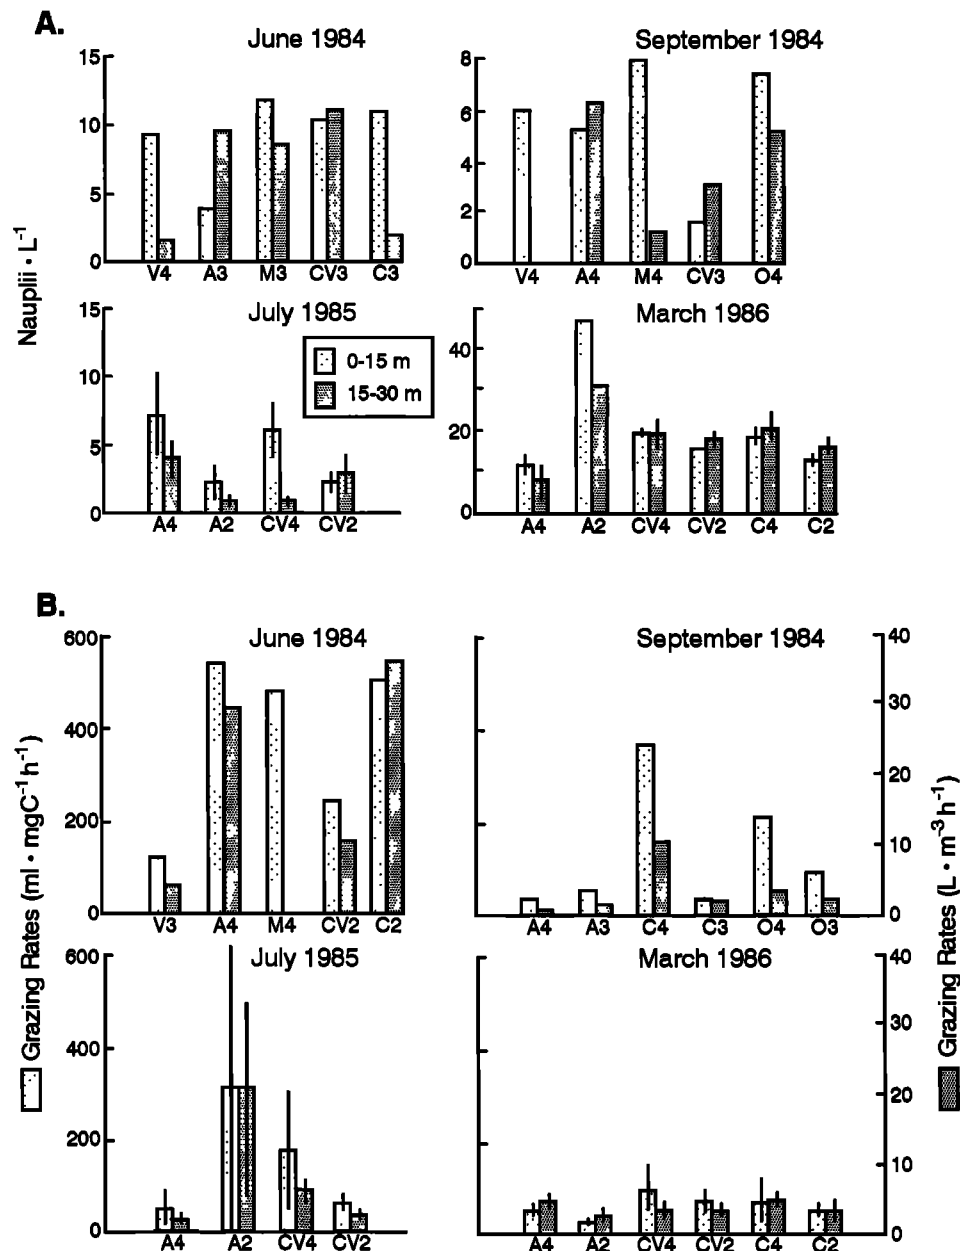 A.
June 1984
September 1984
Nauplii • L⁻¹
15
10
5
0
V4 A3 M3 CV3 C3
8
6
4
2
0
V4 A4 M4 CV3 O4
July 1985
March 1986
0-15 m
15-30 m
15
10
5
0
A4 A2 CV4 CV2
40
20
0
A4 A2 CV4 CV2 C4 C2
B.
June 1984
September 1984
Grazing Rates (ml • mgC⁻¹h⁻¹)
600
400
200
0
V3 A4 M4 CV2 C2
40
30
20
10
0
A4 A3 C4 C3 O4 O3
Grazing Rates (L • m⁻³h⁻¹)
July 1985
March 1986
600
400
200
0
A4 A2 CV4 CV2
40
30
20
10
0
A4 A2 CV4 CV2 C4 C2